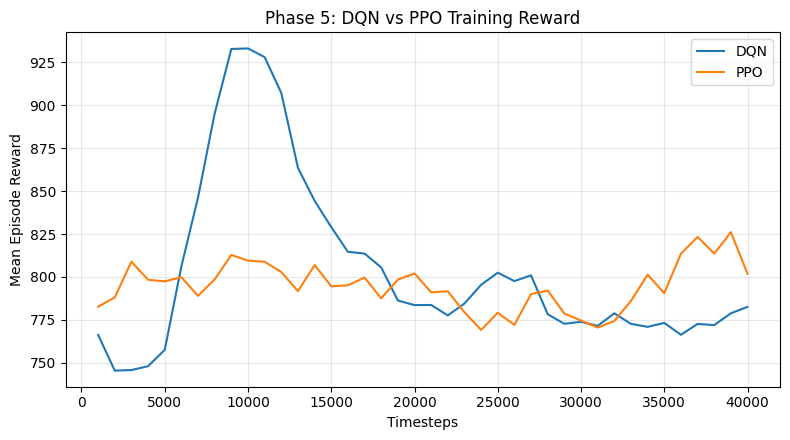 Phase 5: DQN vs PPO Training Reward
DQN
PPO
Mean Episode Reward
925
900
875
850
825
800
775
750
0 5000 10000 15000 20000 25000 30000 35000 40000
Timesteps